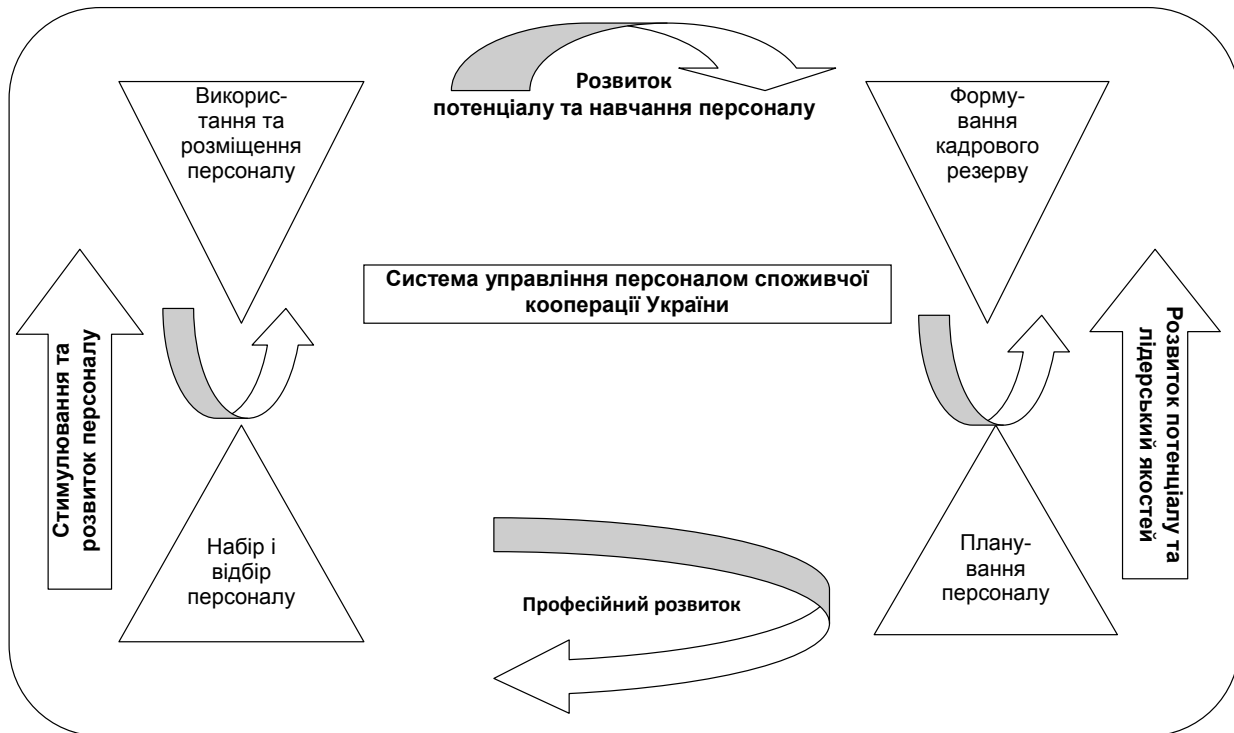 Викорис-
тання та
розміщення
персоналу
Розвиток
потенціалу та навчання персоналу
Форму-
вання
кадрового
резерву
Система управління персоналом споживчої
кооперації України
Стимулювання та
розвиток персоналу
Розвиток потенціалу та
лідерський якостей
Набір і
відбір
персоналу
Професійний розвиток
Плану-
вання
персоналу